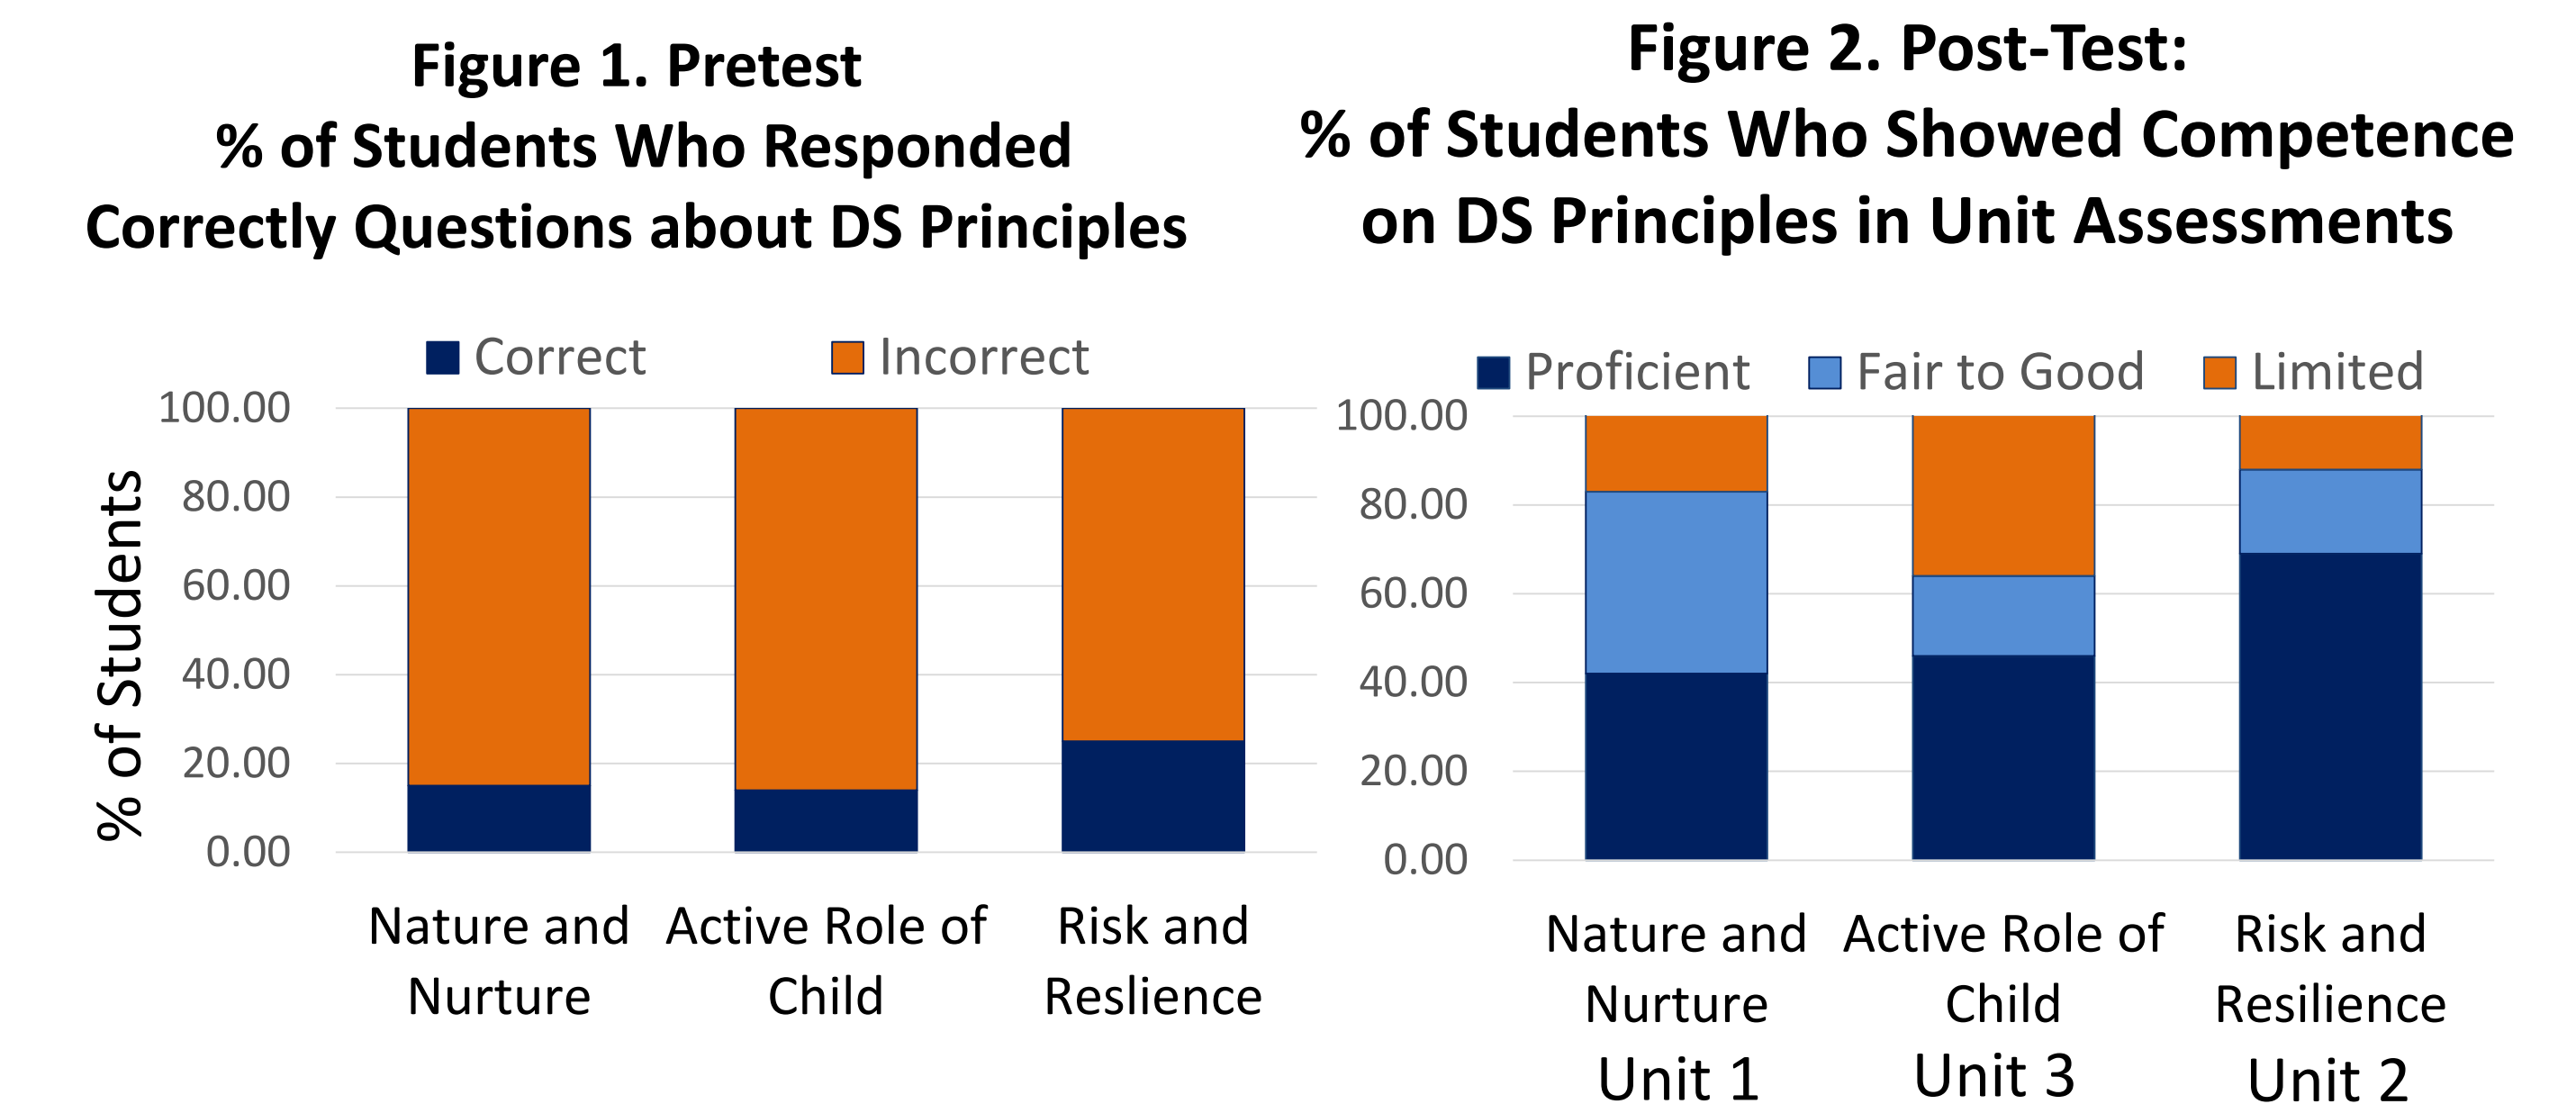 Figure 1. Pretest
% of Students Who Responded
Correctly Questions about DS Principles
Correct Incorrect
100.00
80.00
60.00
40.00
20.00
0.00
% of Students
Nature and Active Role of Risk and
Nurture Child Reslience
Figure 2. Post-Test:
% of Students Who Showed Competence
on DS Principles in Unit Assessments
Proficient Fair to Good Limited
100.00
80.00
60.00
40.00
20.00
0.00
Nature and Active Role of Risk and
Nurture Child Resilience
Unit 1 Unit 3 Unit 2